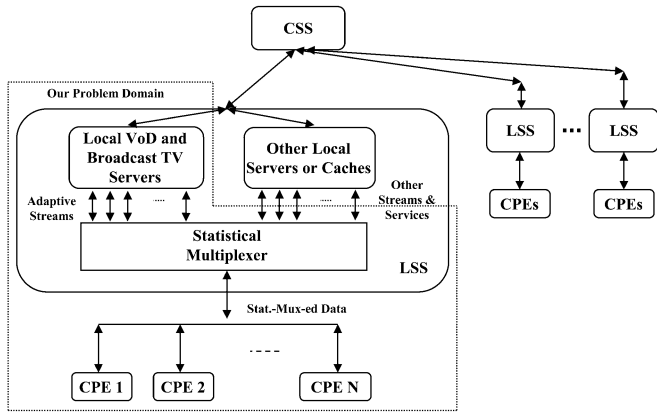 CSS
Our Problem Domain
Local VoD and
Broadcast TV
Servers
Other Local
Servers or Caches
LSS
LSS
CPEs
CPEs
Adaptive
Streams
Other
Streams &
Services
Statistical
Multiplexer
LSS
Stat.-Mux-ed Data
CPE 1
CPE 2
CPE N